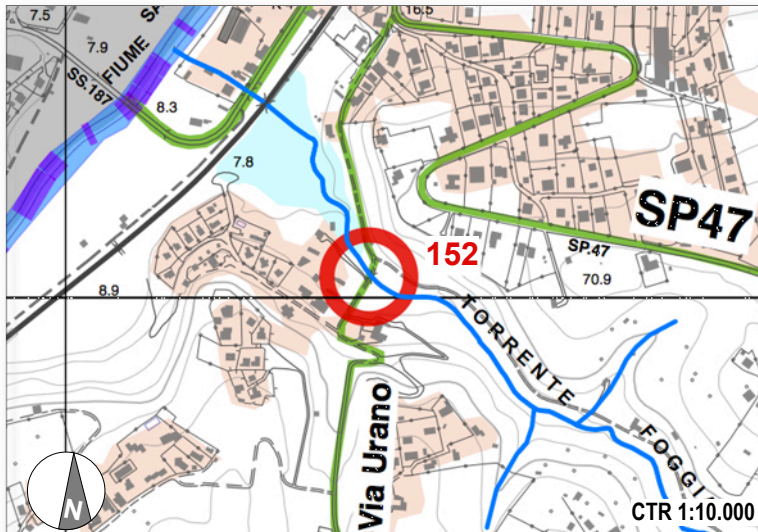 7.5
7.9
SS.187
FIUME
8.3
7.8
8.9
16.5
152
SP.47
SP47
70.9
TORRENTE
FOGGI
Via Urano
N
CTR 1:10.000